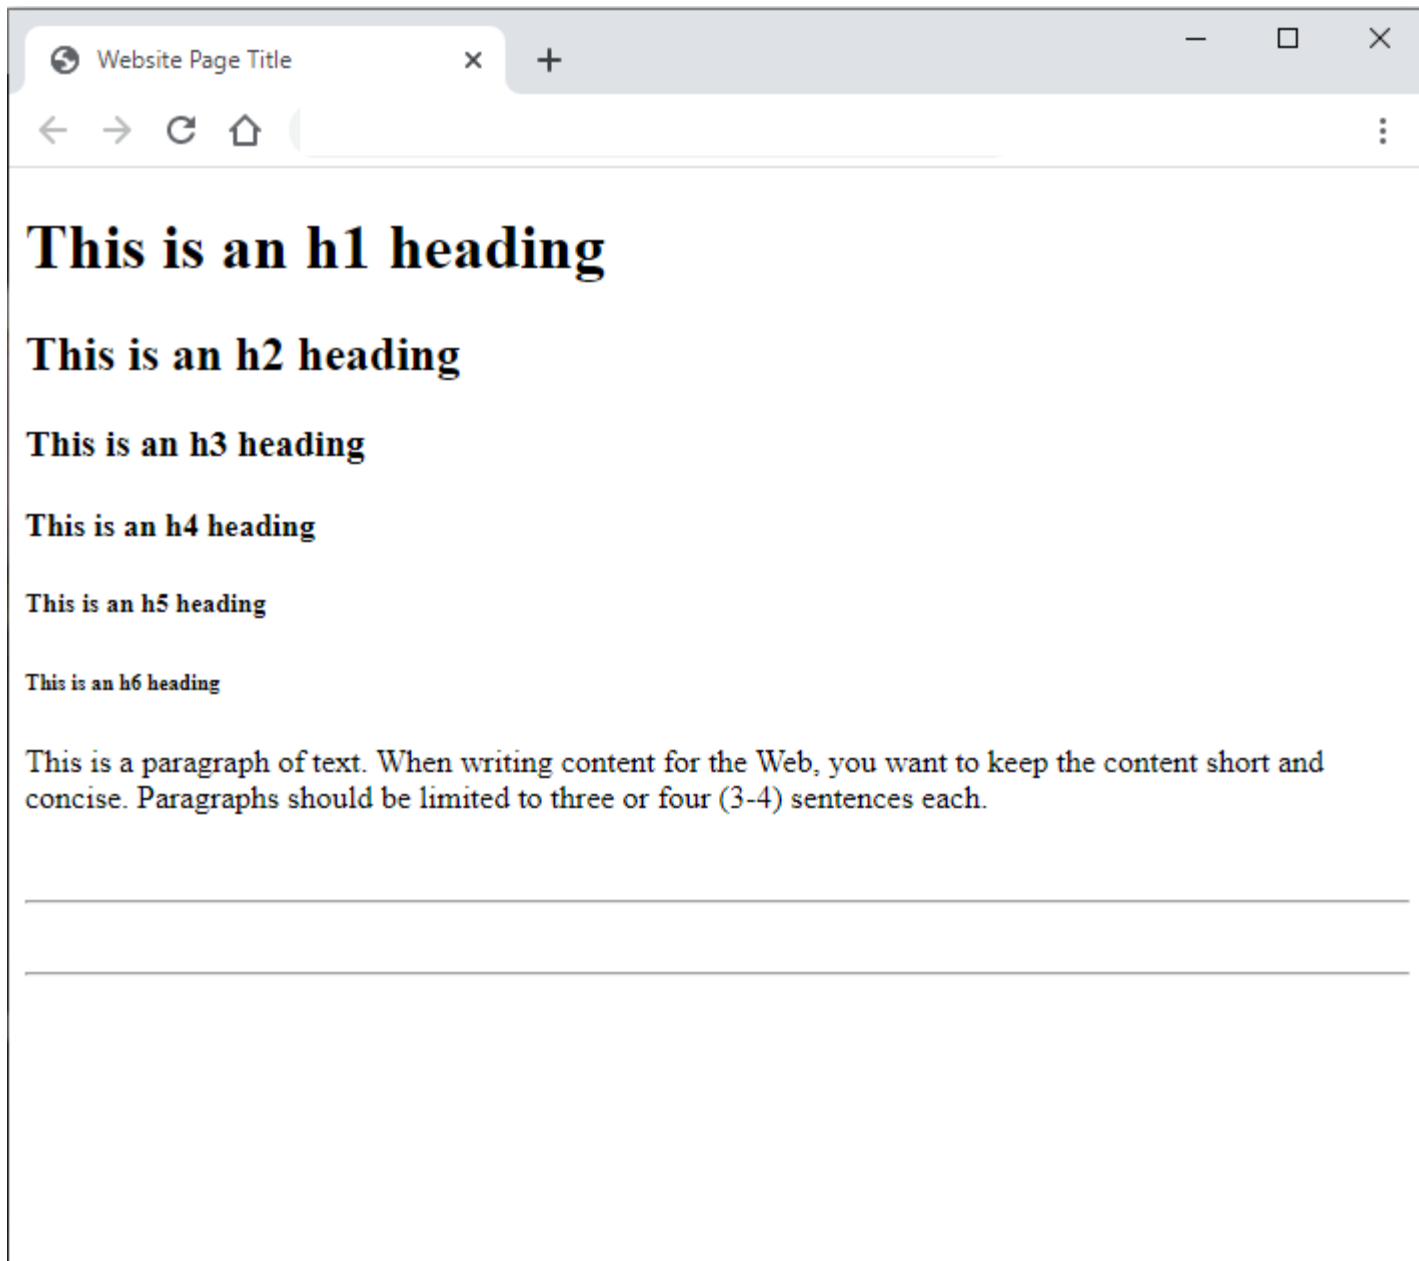 Website Page Title
This is an h1 heading
This is an h2 heading
This is an h3 heading
This is an h4 heading
This is an h5 heading
This is an h6 heading
This is a paragraph of text. When writing content for the Web, you want to keep the content short and
concise. Paragraphs should be limited to three or four (3-4) sentences each.